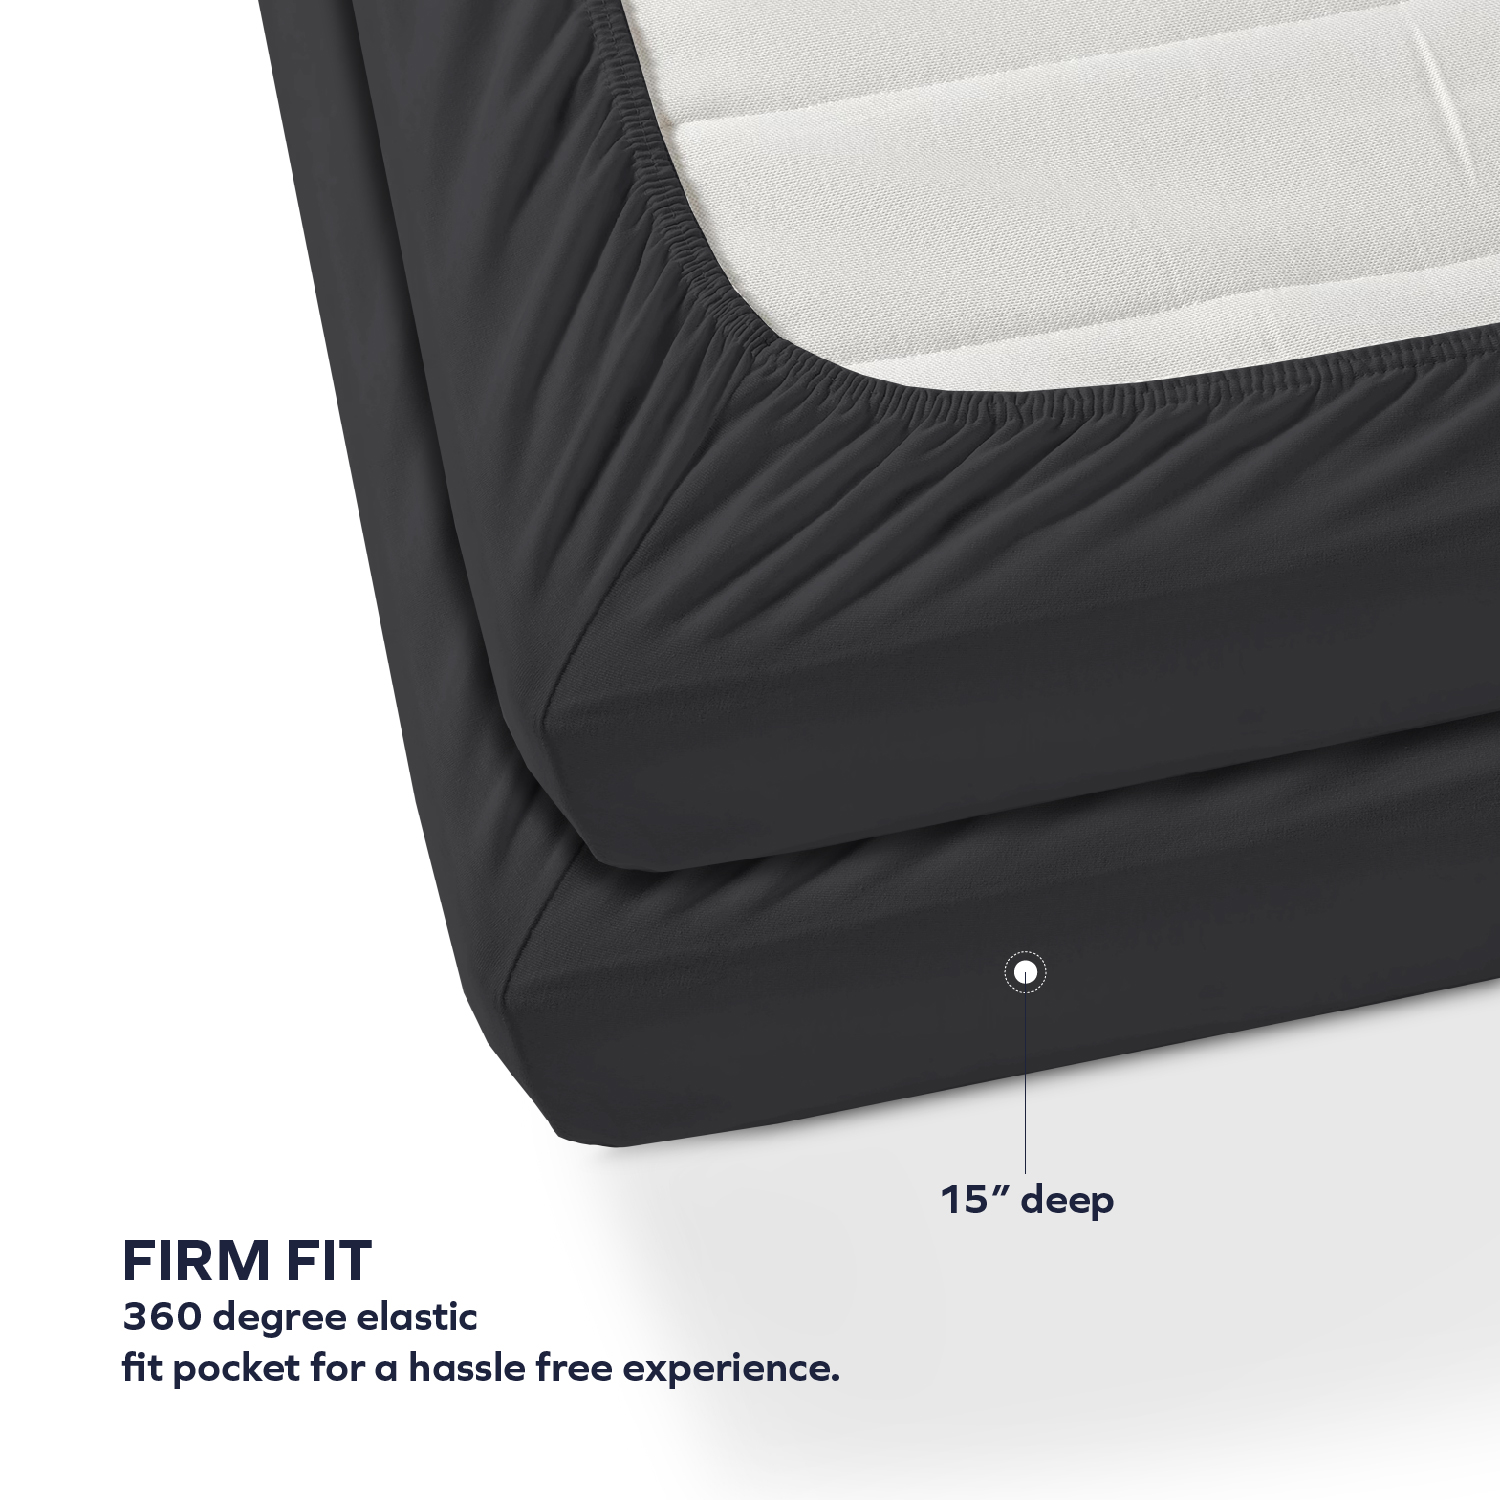 15″ deep
FIRM FIT
360 degree elastic
fit pocket for a hassle free experience.